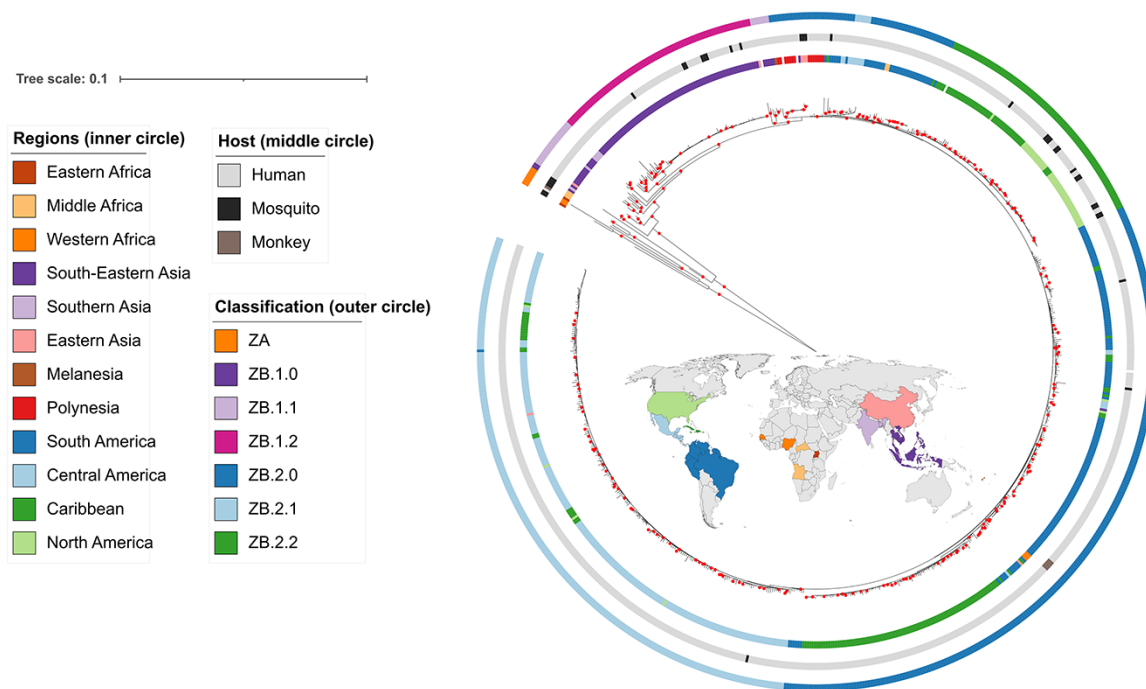 Tree scale: 0.1
Regions (inner circle)
Eastern Africa
Middle Africa
Western Africa
South-Eastern Asia
Southern Asia
Eastern Asia
Melanesia
Polynesia
South America
Central America
Caribbean
North America
Host (middle circle)
Human
Mosquito
Monkey
Classification (outer circle)
ZA
ZB.1.0
ZB.1.1
ZB.1.2
ZB.2.0
ZB.2.1
ZB.2.2